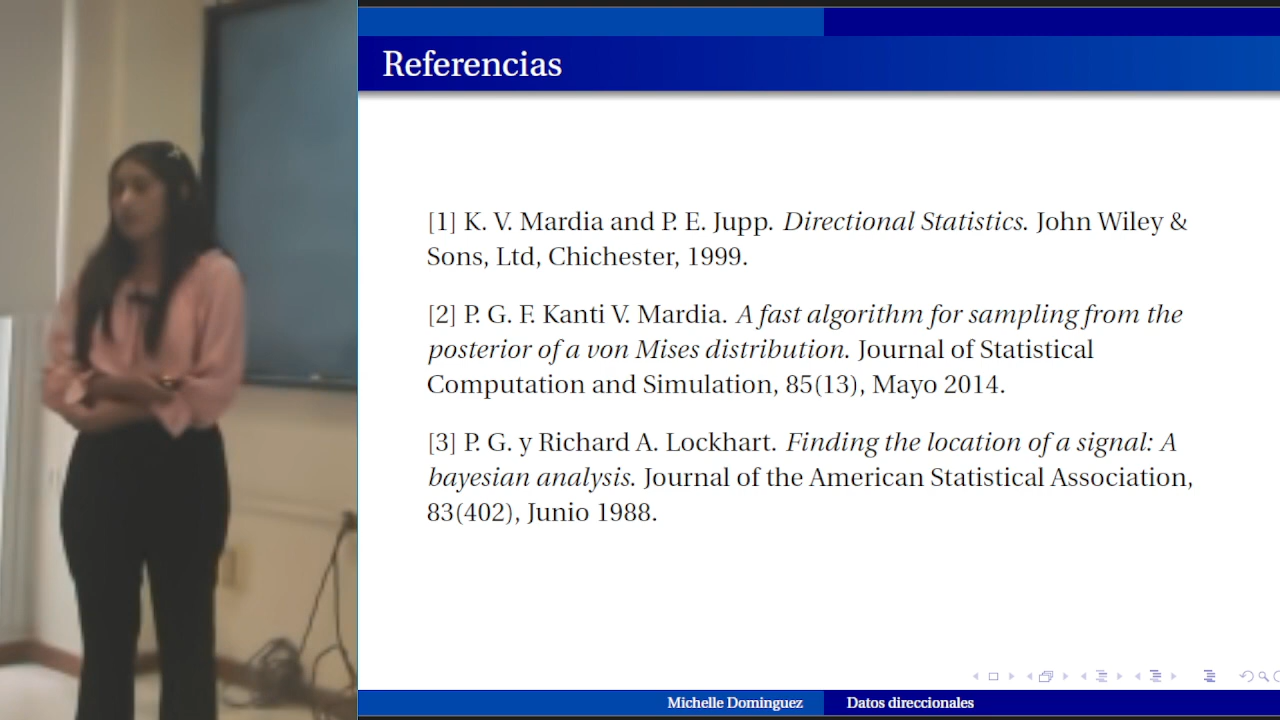 Referencias
[1] K. V. Mardia and P. E. Jupp. Directional Statistics. John Wiley &
Sons, Ltd, Chichester, 1999.
[2] P. G. F. Kanti V. Mardia. A fast algorithm for sampling from the
posterior of a von Mises distribution. Journal of Statistical
Computation and Simulation, 85(13), Mayo 2014.
[3] P. G. y Richard A. Lockhart. Finding the location of a signal: A
bayesian analysis. Journal of the American Statistical Association,
83(402), Junio 1988.
Michelle Dominguez
Datos direccionales